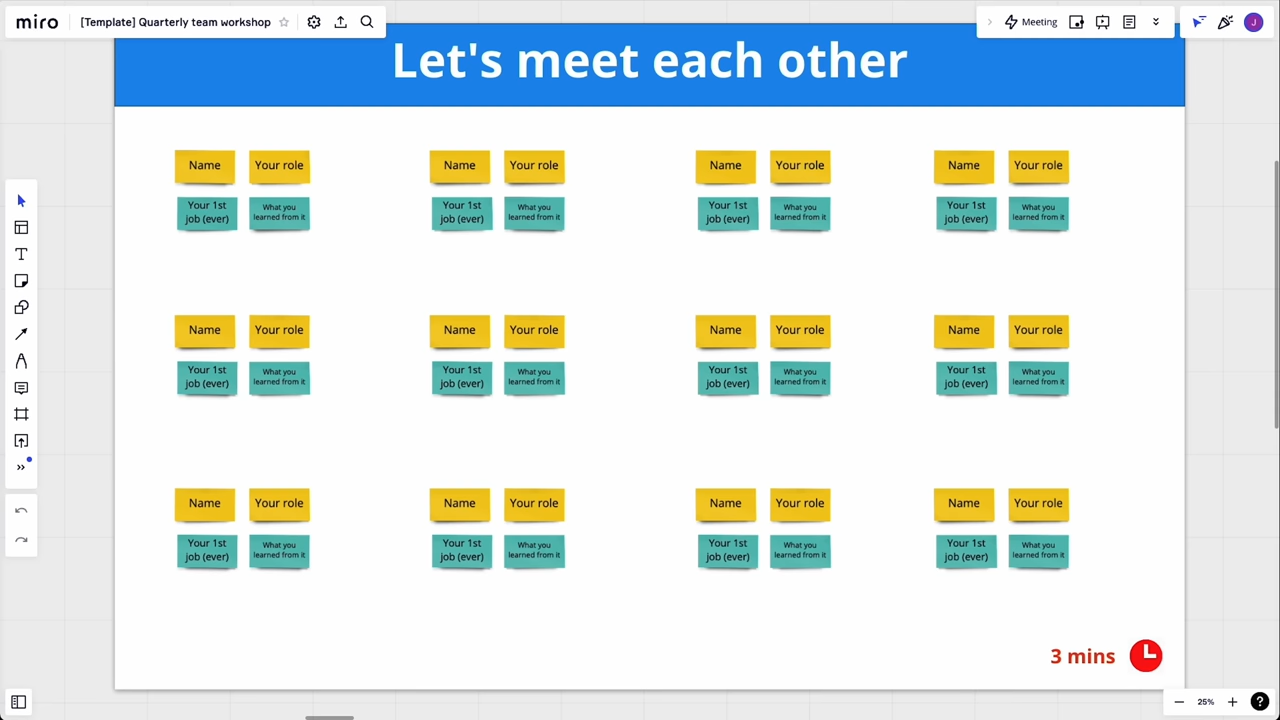 miro [Template] Quarterly team workshop Meeting J
Let's meet each other
Name Your role Name Your role Name Your role Name Your role
Your 1st job (ever) What you learned from it Your 1st job (ever) What you learned from it Your 1st job (ever) What you learned from it Your 1st job (ever) What you learned from it
Name Your role Name Your role Name Your role Name Your role
Your 1st job (ever) What you learned from it Your 1st job (ever) What you learned from it Your 1st job (ever) What you learned from it Your 1st job (ever) What you learned from it
Name Your role Name Your role Name Your role Name Your role
Your 1st job (ever) What you learned from it Your 1st job (ever) What you learned from it Your 1st job (ever) What you learned from it Your 1st job (ever) What you learned from it
3 mins
25% ?